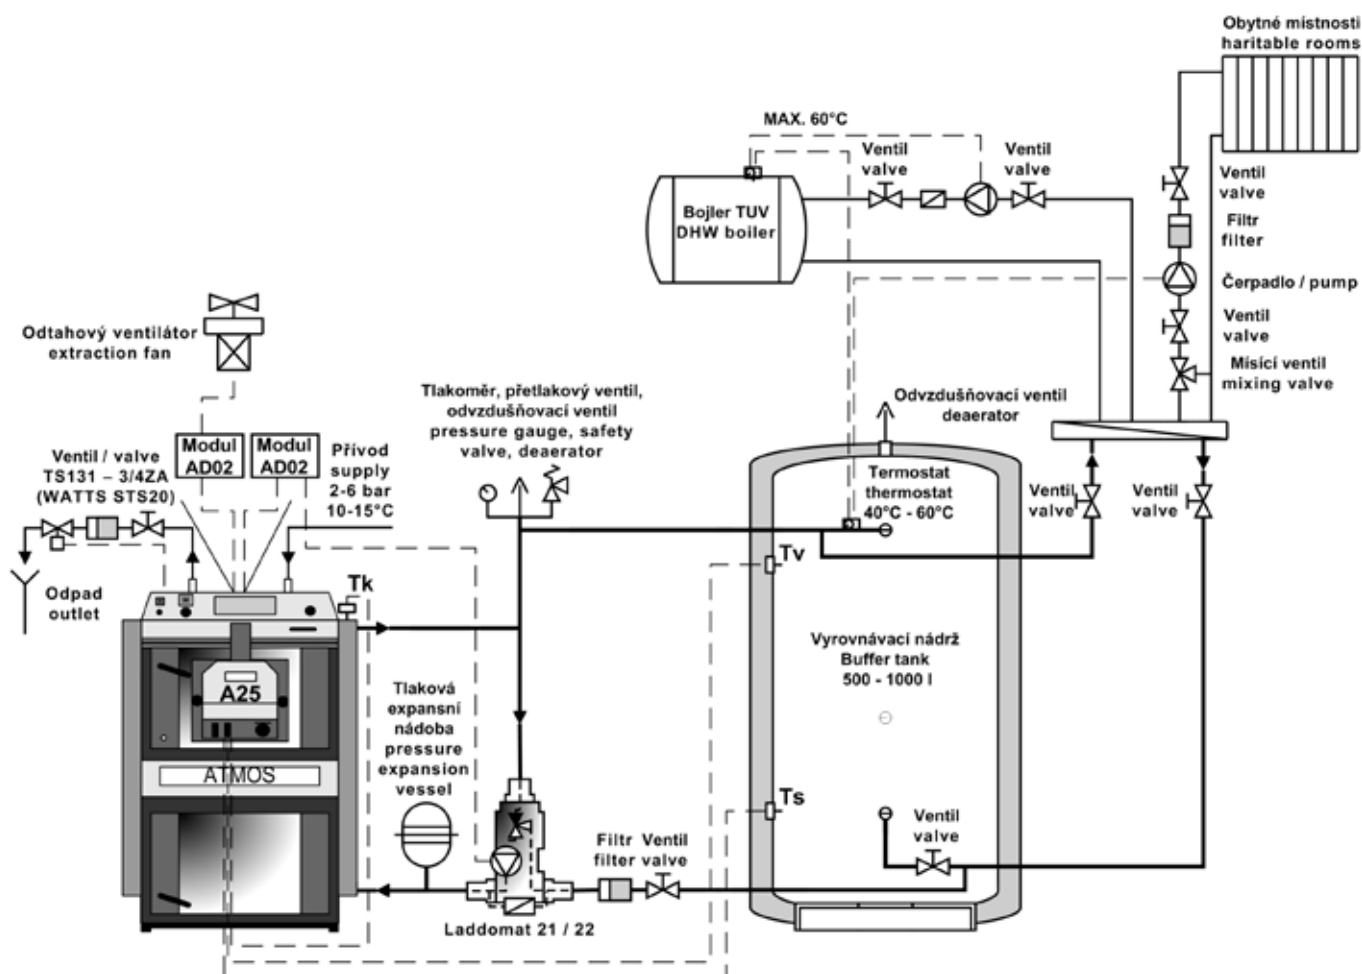 Obytné místnosti
haritable rooms
MAX. 60°C
Ventil
valve
Ventil
valve
Ventil
valve
Bojler TUV
DHW boiler
Filtr
filter
Čerpadlo / pump
Ventil
valve
Mísící ventil
mixing valve
Odtahový ventilátor
extraction fan
Tlakoměr, přetlakový ventil,
odvzdušňovací ventil
pressure gauge, safety
valve, deaerator
Odvzdušňovací ventil
deaerator
Modul
AD02
Modul
AD02
Přívod
supply
2-6 bar
10-15°C
Ventil / valve
TS131 – 3/4ZA
(WATTS STS20)
Termostat
thermostat
40°C - 60°C
Ventil
valve
Ventil
valve
Odpad
outlet
Tk
Tv
Vyrovnávací nádrž
Buffer tank
500 - 1000 l
A25
ATMOS
Tlaková
expansní
nádoba
pressure
expansion
vessel
Ts
Ventil
valve
Filtr Ventil
filter valve
Laddomat 21 / 22